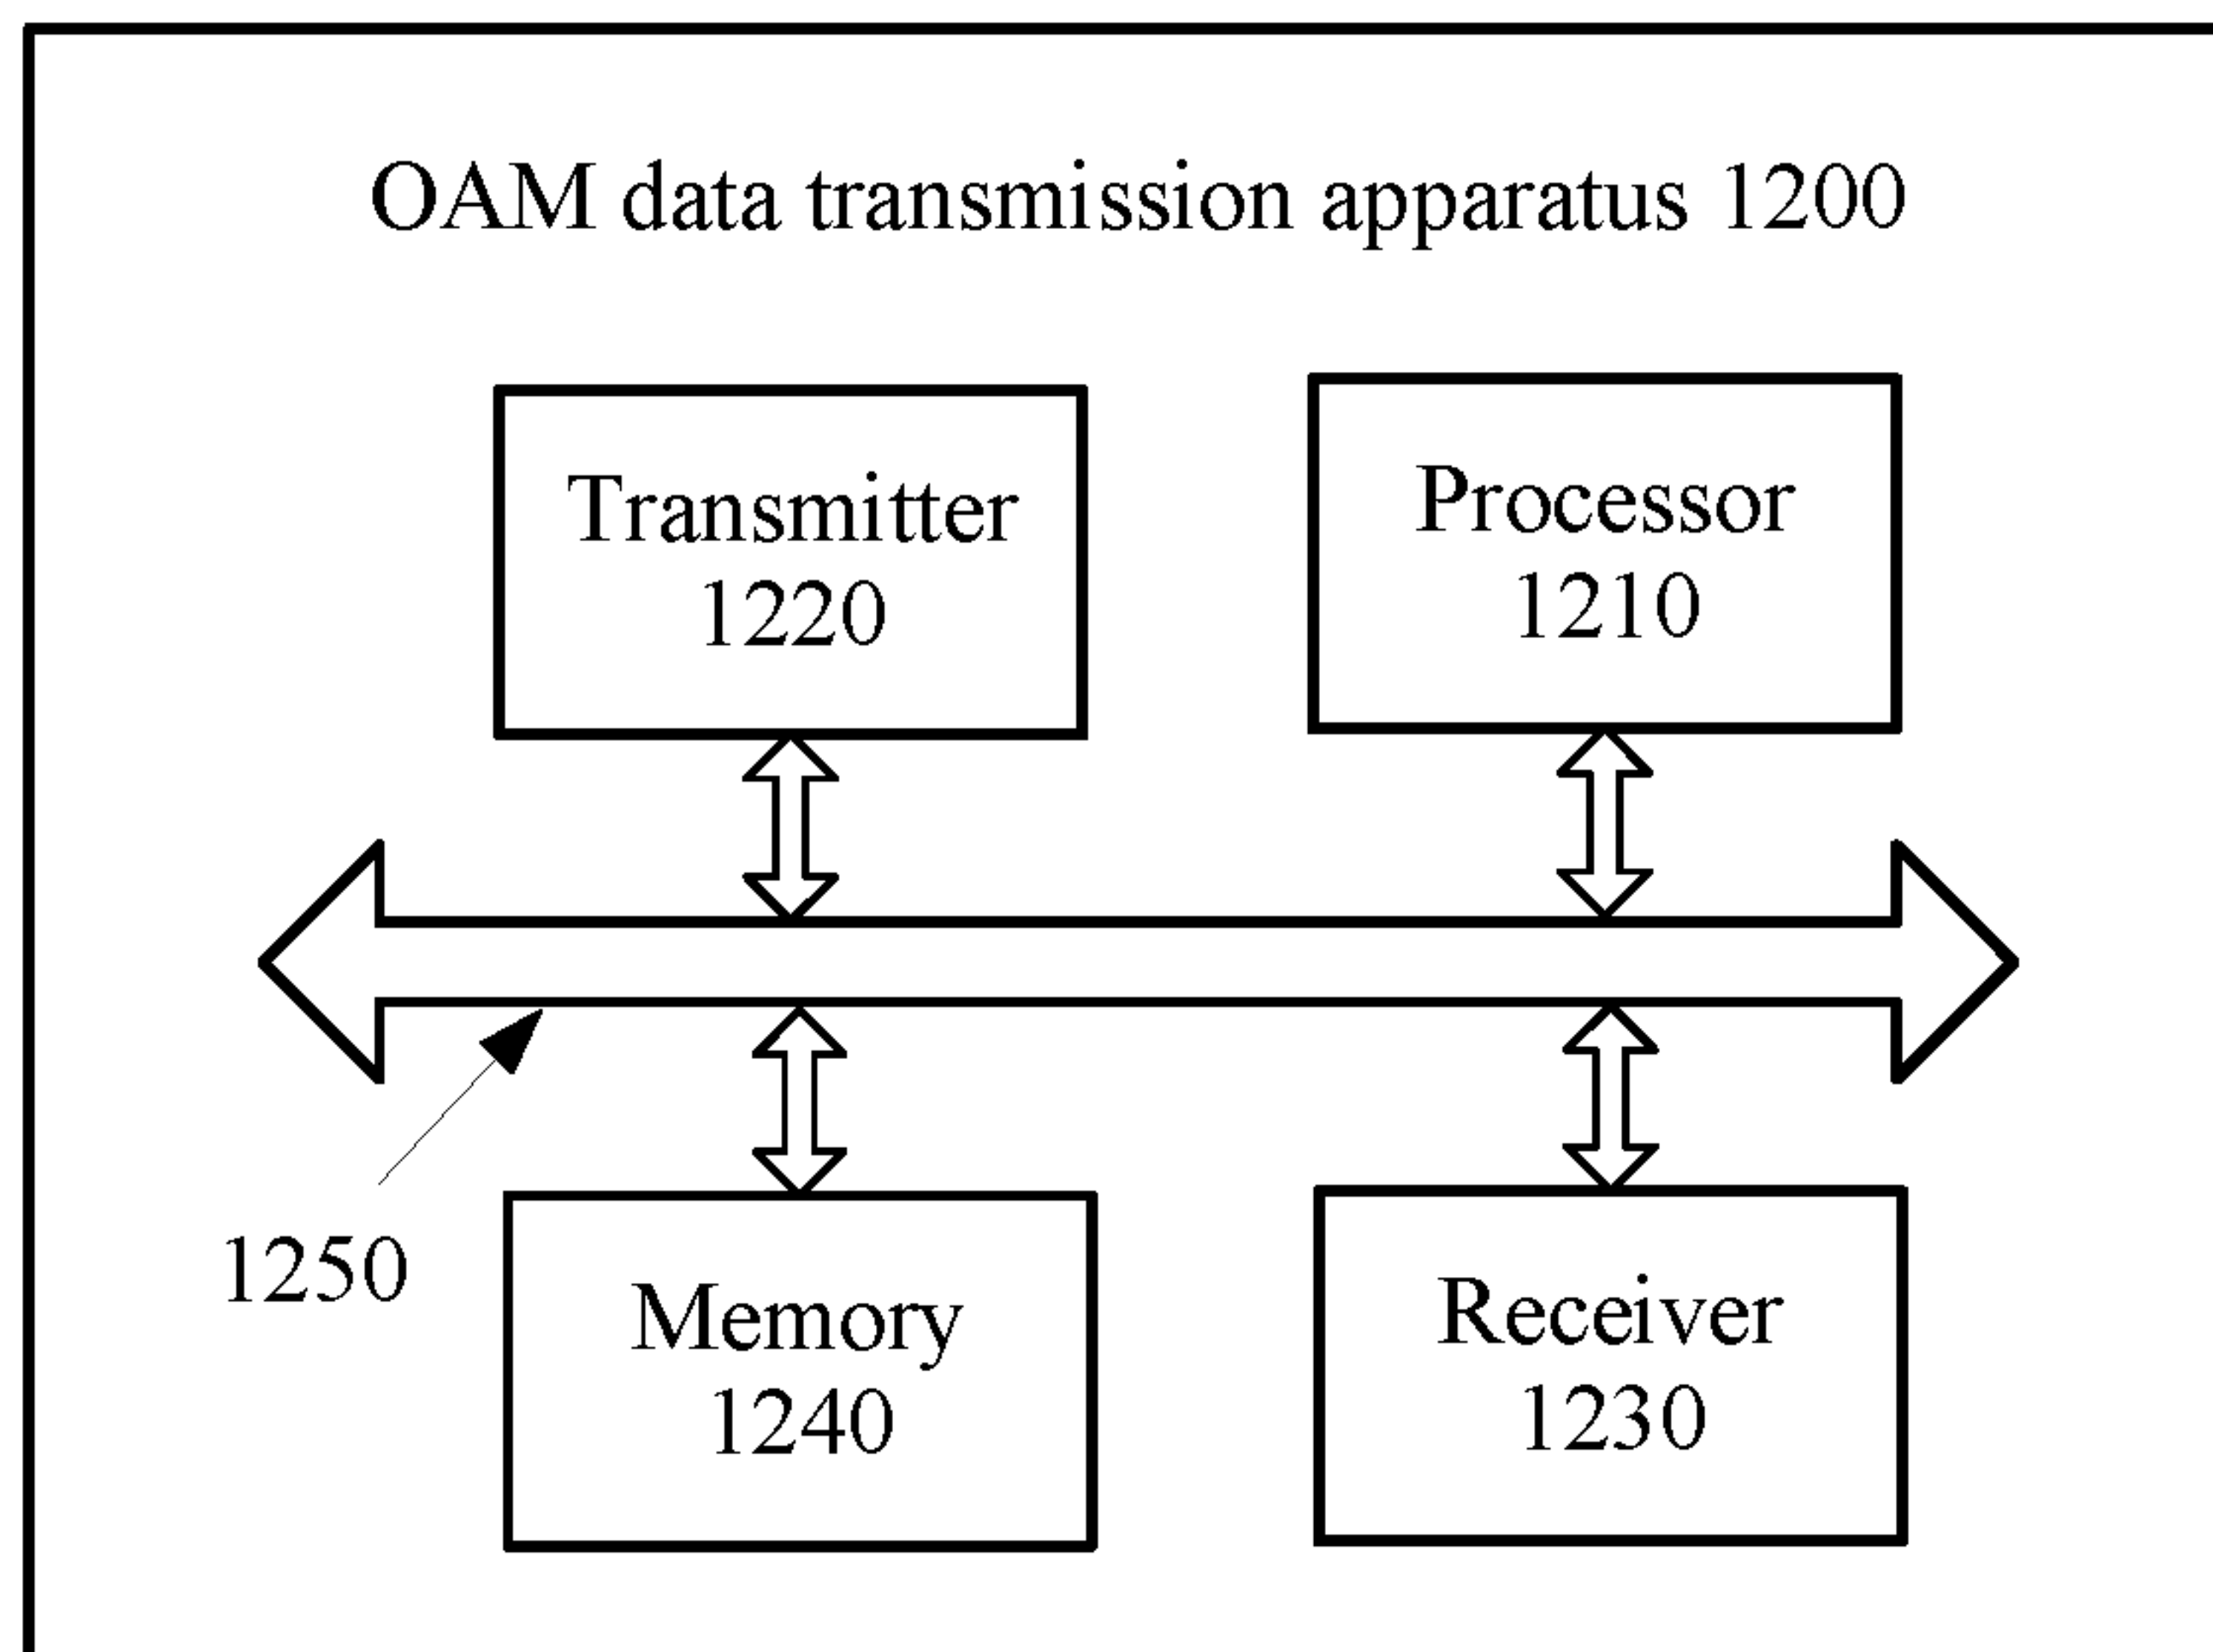 OAM data transmission apparatus 1200
Transmitter
1220
Processor
1210
1250
Memory
1240
Receiver
1230